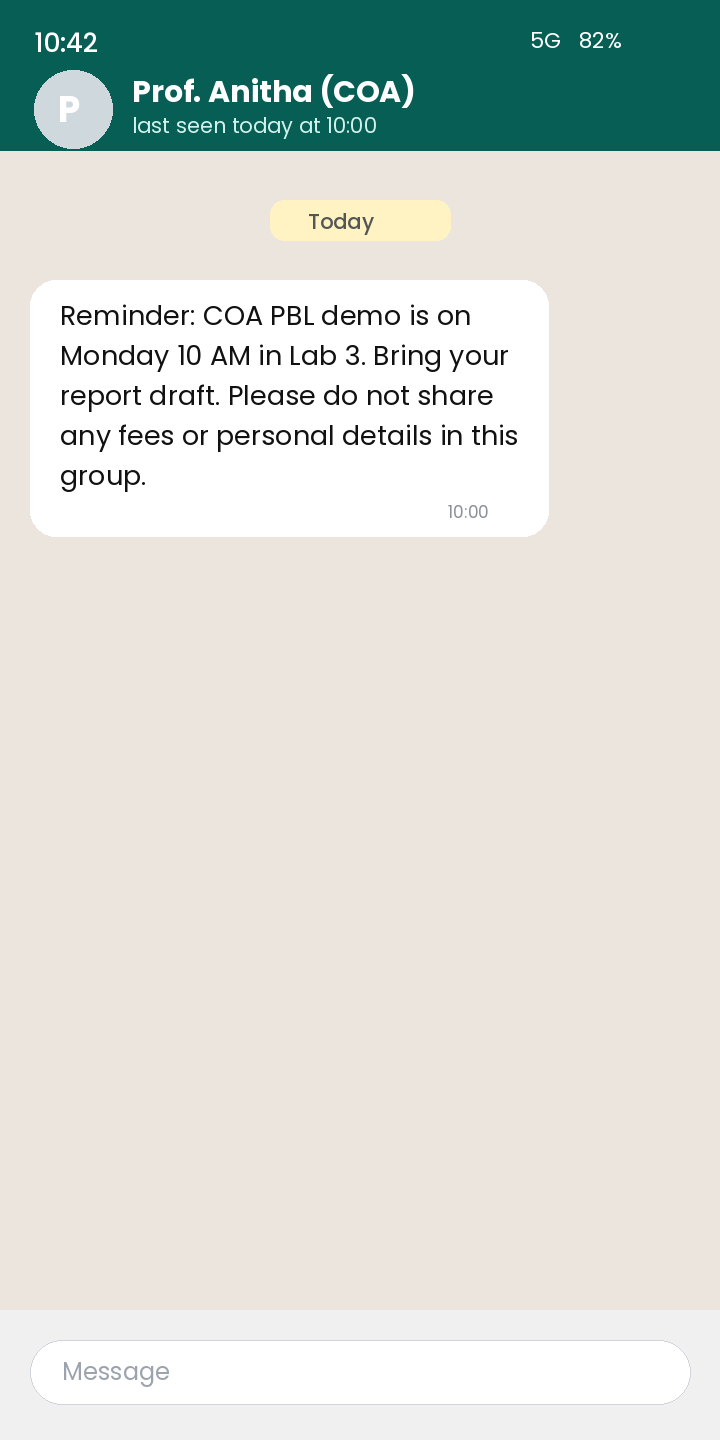 10:42
5G 82%
P
Prof. Anitha (COA)
last seen today at 10:00
Today
Reminder: COA PBL demo is on
Monday 10 AM in Lab 3. Bring your
report draft. Please do not share
any fees or personal details in this
group.
10:00
Message